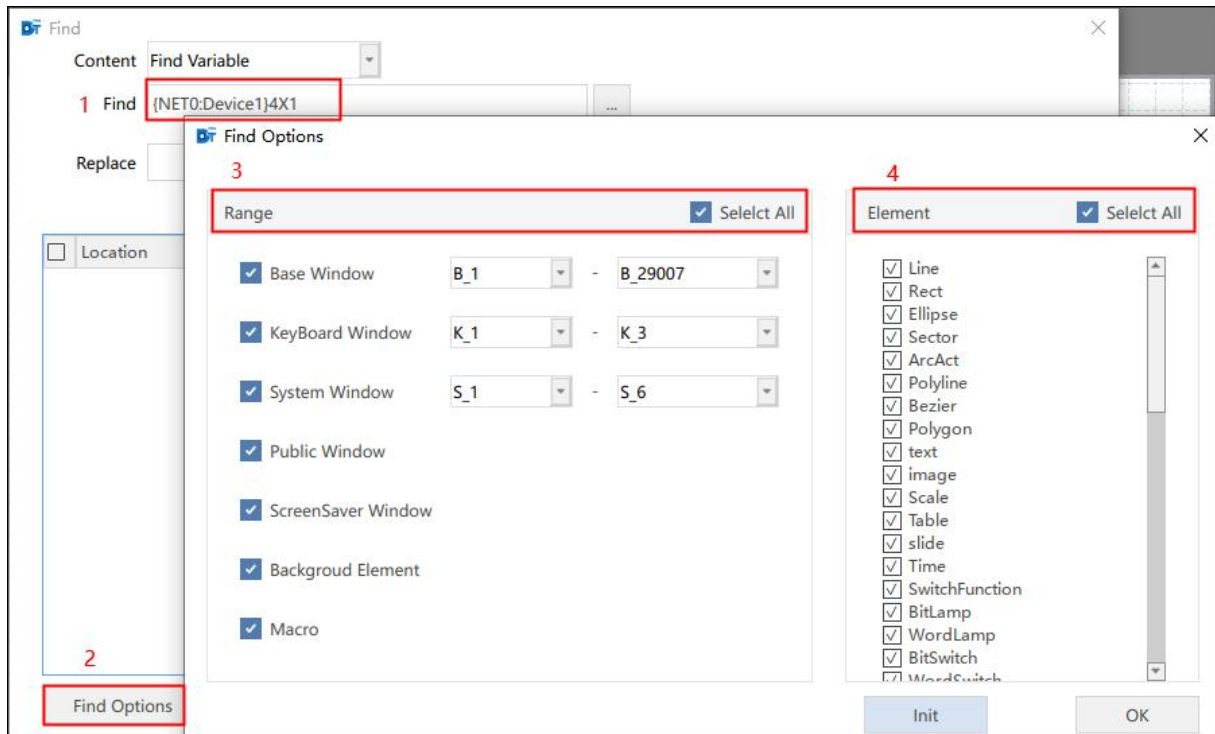 DT Find
Content Find Variable
1 Find {NET0:Device1}4X1 ...
DT Find Options
Replace
3
4
Range Selelct All
Element Selelct All
Location
Base Window B_1 - B_29007
KeyBoard Window K_1 - K_3
System Window S_1 - S_6
Public Window
ScreenSaver Window
Backgroud Element
Macro
Line
Rect
Ellipse
Sector
ArcAct
Polyline
Bezier
Polygon
text
image
Scale
Table
slide
Time
SwitchFunction
BitLamp
WordLamp
BitSwitch
WordSwitch
2
Find Options
Init OK